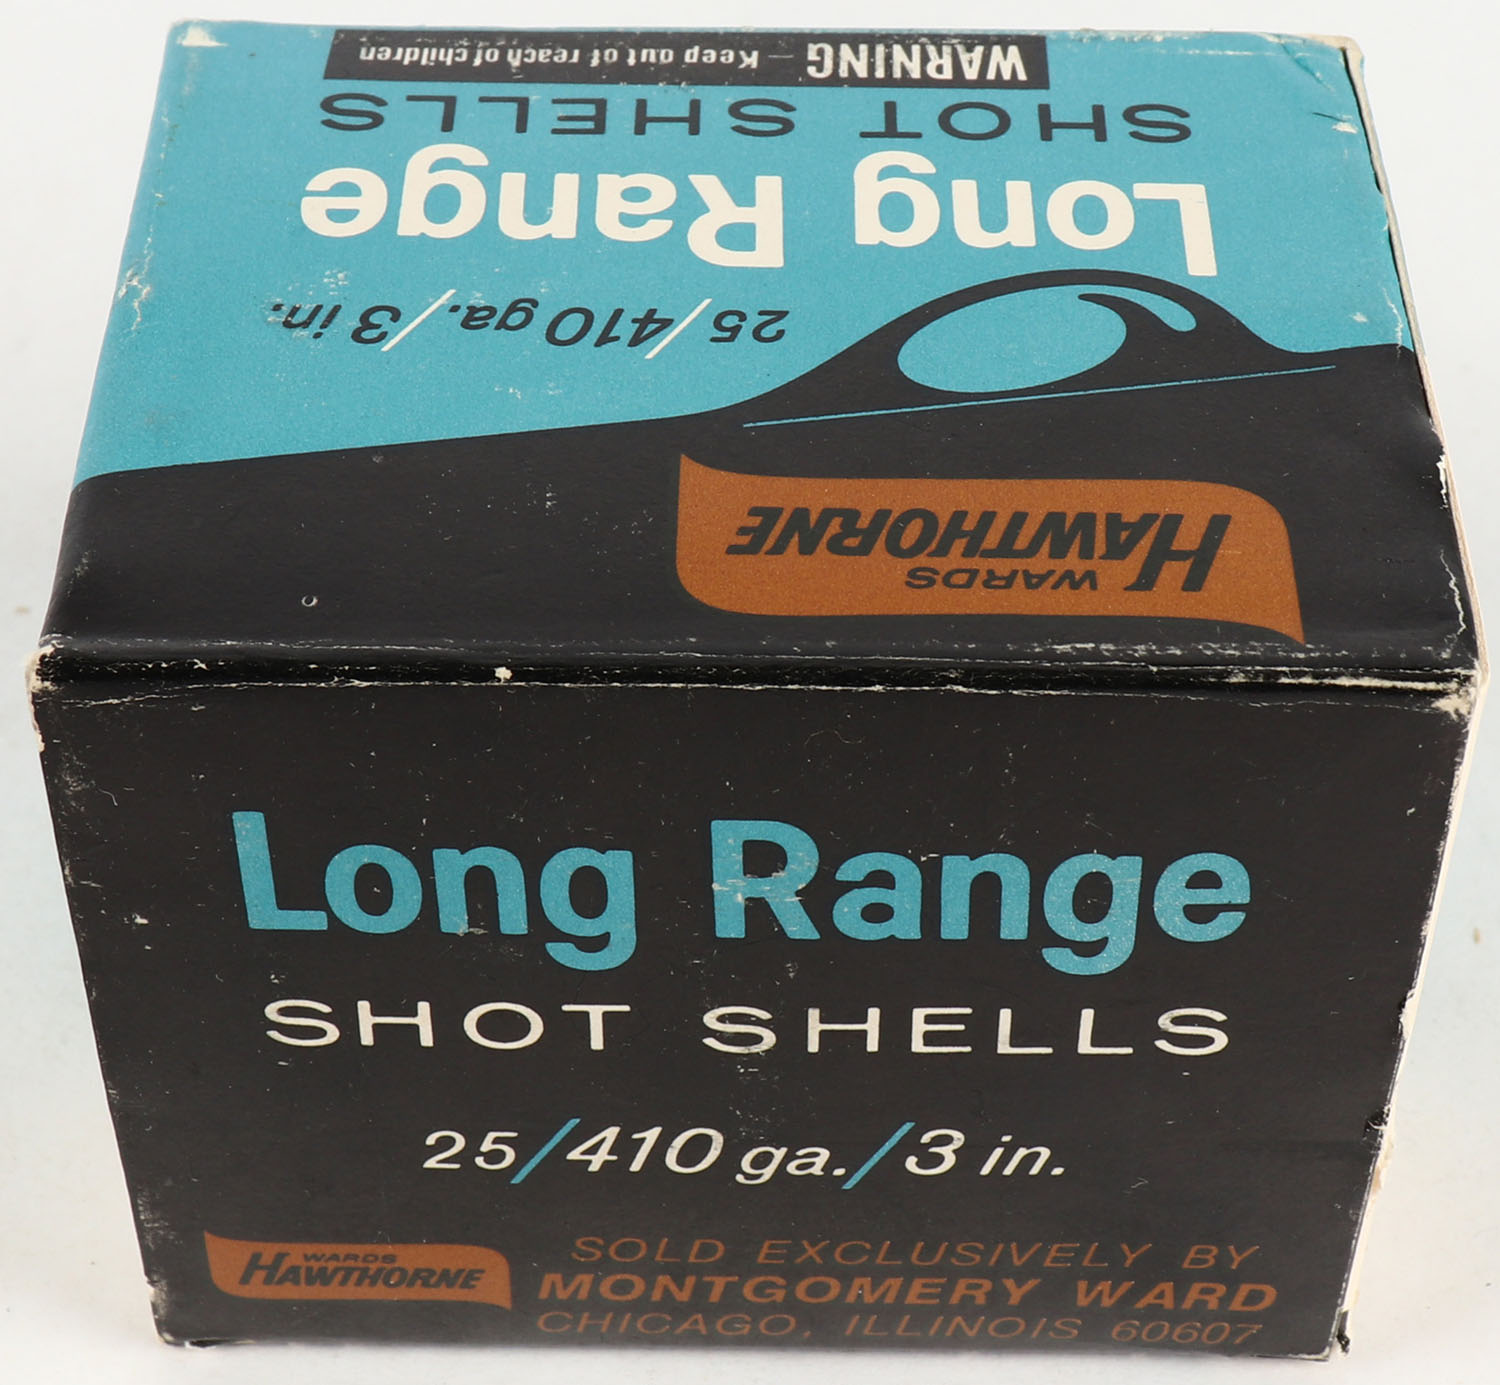 WARNING – Keep out of reach of children
SHOT SHELLS
Long Range
25/410 ga./3 in.
WARDS
HAWTHORNE
Long Range
SHOT SHELLS
25/410 ga./3 in.
WARDS
HAWTHORNE
SOLD EXCLUSIVELY BY
MONTGOMERY WARD
CHICAGO, ILLINOIS 60607